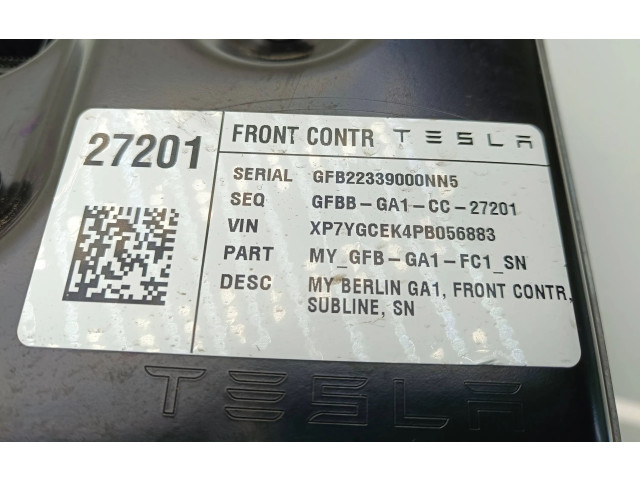 27201
FRONT CONTR TESLA
SERIAL GFB22339000NN5
SEQ GFBB-GA1-CC-27201
VIN XP7YGCEK4PB056883
PART MY_GFB-GA1-FC1_SN
DESC MY BERLIN GA1, FRONT CONTR,
SUBLINE, SN
TESLA